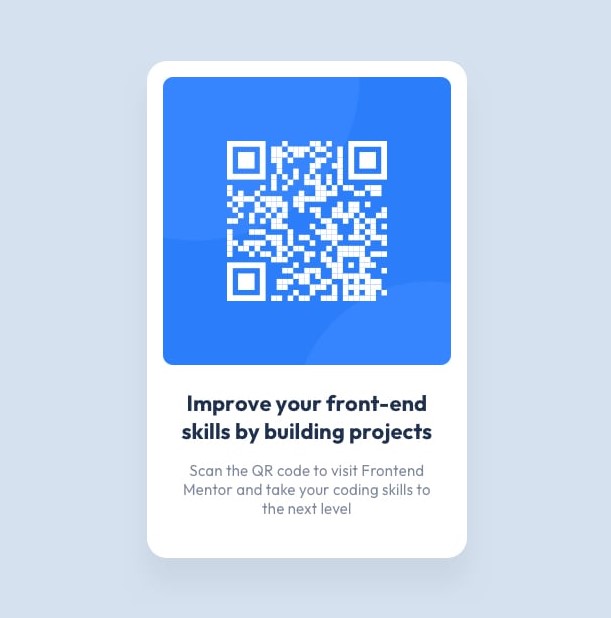 Improve your front-end
skills by building projects
Scan the QR code to visit Frontend
Mentor and take your coding skills to
the next level